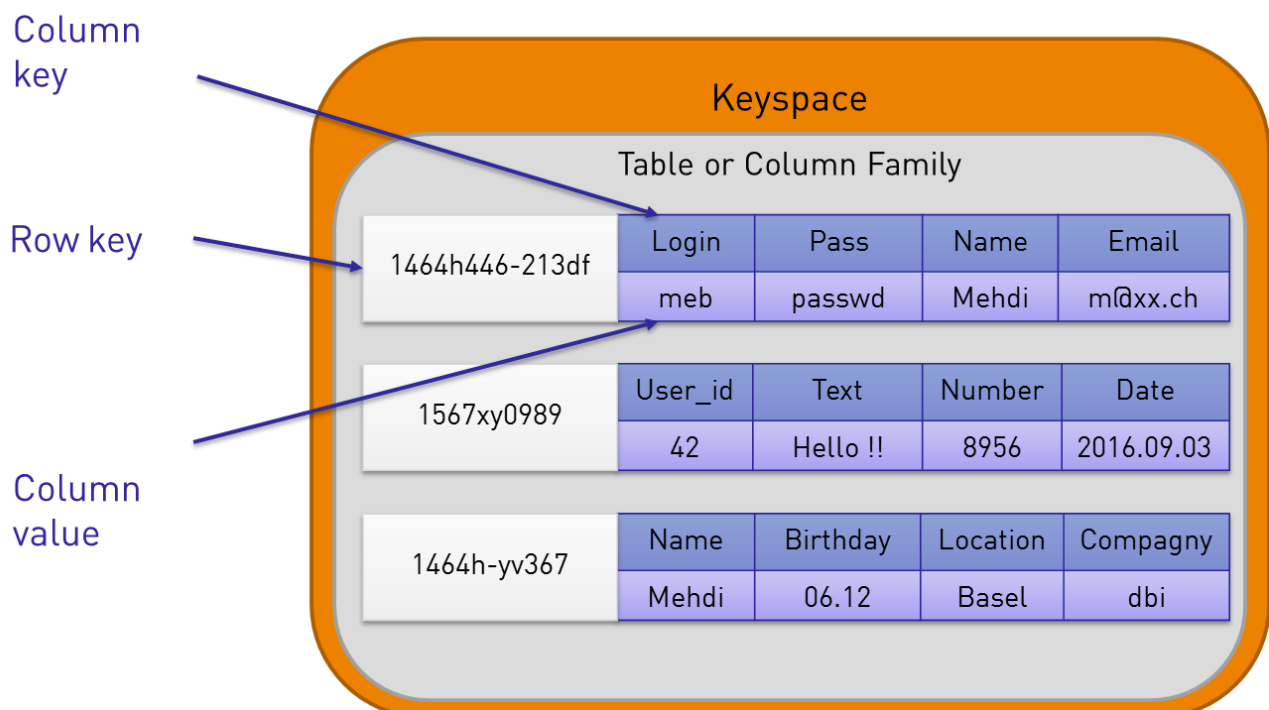 Column
key
Keyspace
Table or Column Family
Row key
1464h446-213df
Login Pass Name Email
meb passwd Mehdi m@xx.ch
1567xy0989
User_id Text Number Date
42 Hello !! 8956 2016.09.03
Column
value
1464h-yv367
Name Birthday Location Compagny
Mehdi 06.12 Basel dbi